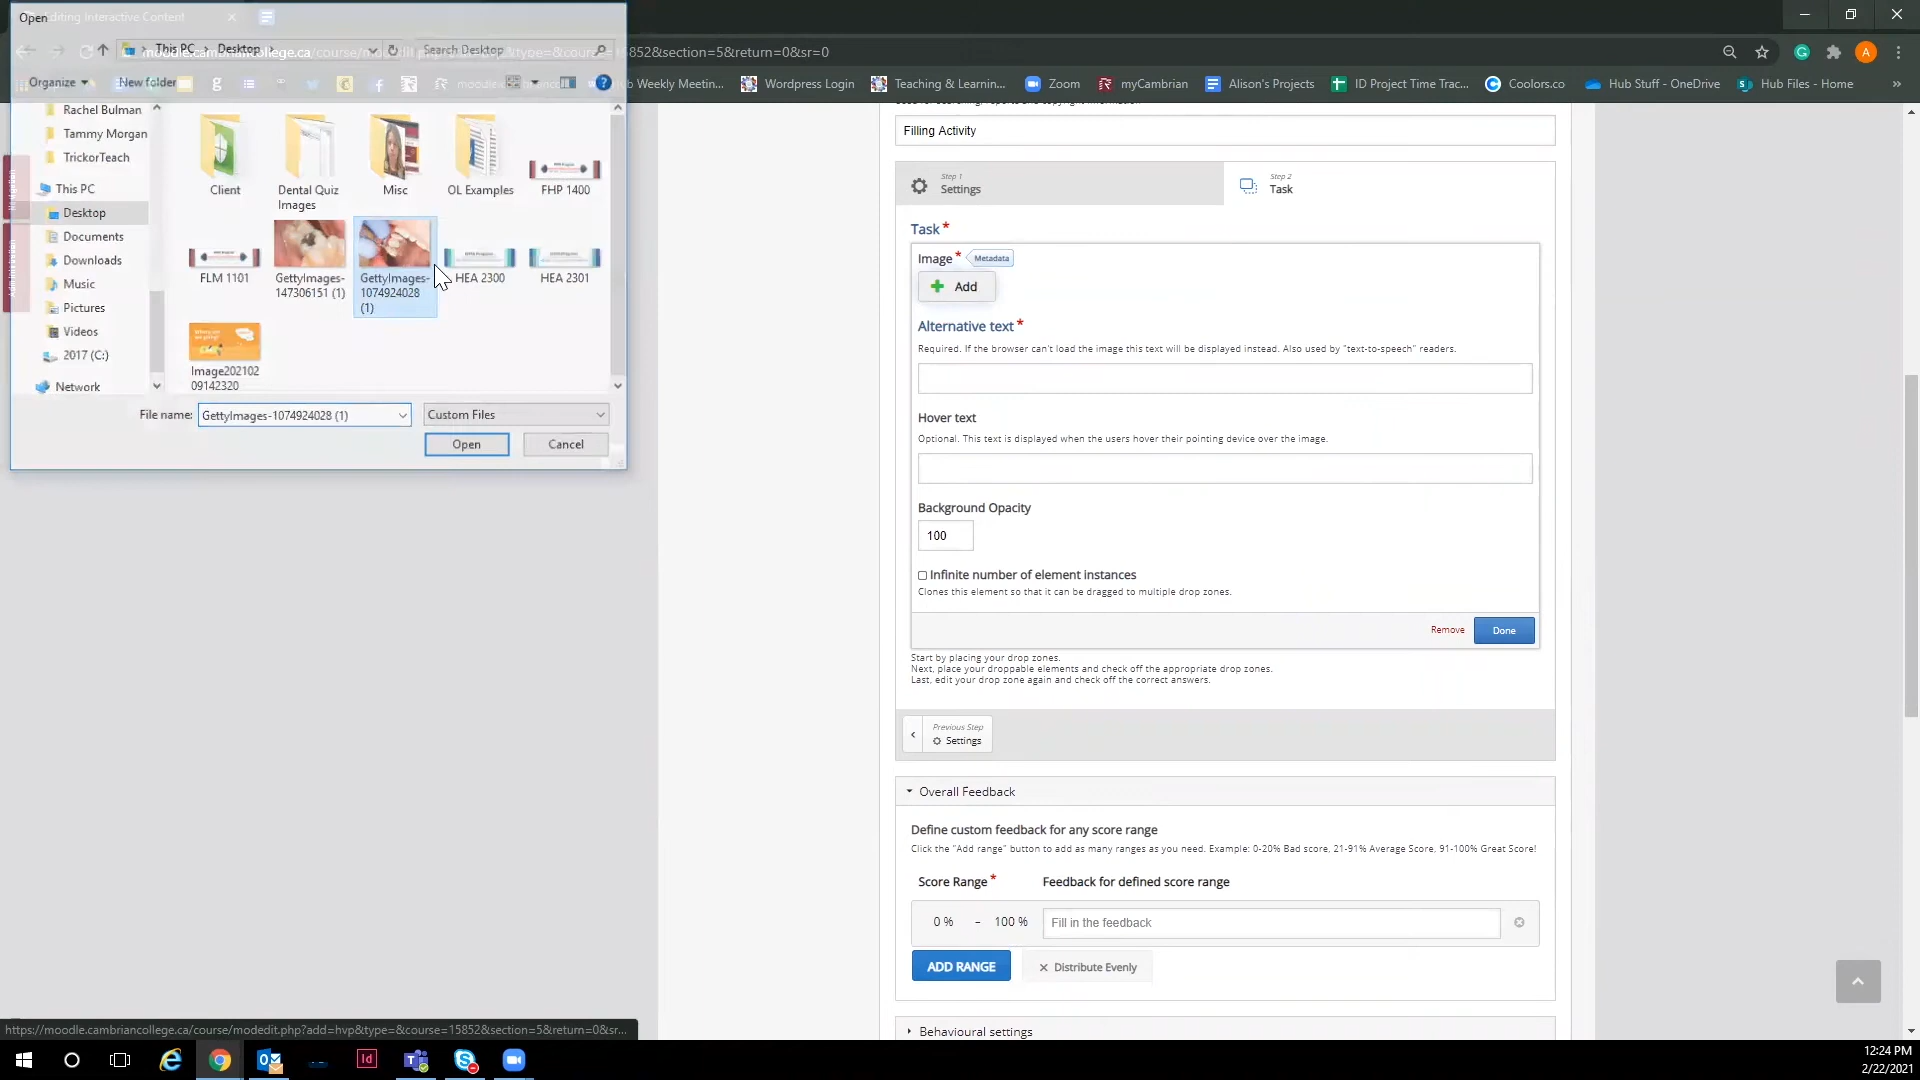 Open
Editing Interactive Content
This PC
Desktop
Search Desktop
moodle.cambriancollege.ca/course/
type=&course=15852&section=5&return=0&sr=0
Organize
New folder
Hub Weekly Meetin...
Wordpress Login
Teaching & Learnin...
Zoom
myCambrian
Alison's Projects
ID Project Time Trac...
Coolors.co
Hub Stuff - OneDrive
Hub Files - Home
»
A
Rachel Bulman
Tammy Morgan
TrickorTeach
This PC
Desktop
Documents
Downloads
Music
Pictures
Videos
2017 (C:)
Network
Client
Dental Quiz
Images
Misc
OL Examples
FHP 1400
FLM 1101
GettyImages-
147306151 (1)
GettyImages-
1074924028
(1)
HEA 2300
HEA 2301
Image202102
09142320
File name:
GettyImages-1074924028 (1)
Custom Files
Open
Cancel
Filling Activity
Step 1
Settings
Step 2
Task
Task *
Image *
Metadata
Add
Alternative text *
Required. If the browser can't load the image this text will be displayed instead. Also used by "text-to-speech" readers.
Hover text
Optional. This text is displayed when the users hover their pointing device over the image.
Background Opacity
100
Infinite number of element instances
Clones this element so that it can be dragged to multiple drop zones.
Remove
Done
Start by placing your drop zones.
Next, place your droppable elements and check off the appropriate drop zones.
Last, edit your drop zone again and check off the correct answers.
Previous Step
Settings
Overall Feedback
Define custom feedback for any score range
Click the "Add range" button to add as many ranges as you need. Example: 0-20% Bad score, 21-91% Average Score, 91-100% Great Score!
Score Range *
Feedback for defined score range
0 % – 100 %
Fill in the feedback
ADD RANGE
Distribute Evenly
Behavioural settings
https://moodle.cambriancollege.ca/course/modedit.php?add=hvp&type=&course=15852&section=5&return=0&sr...
12:24 PM
2/22/2021